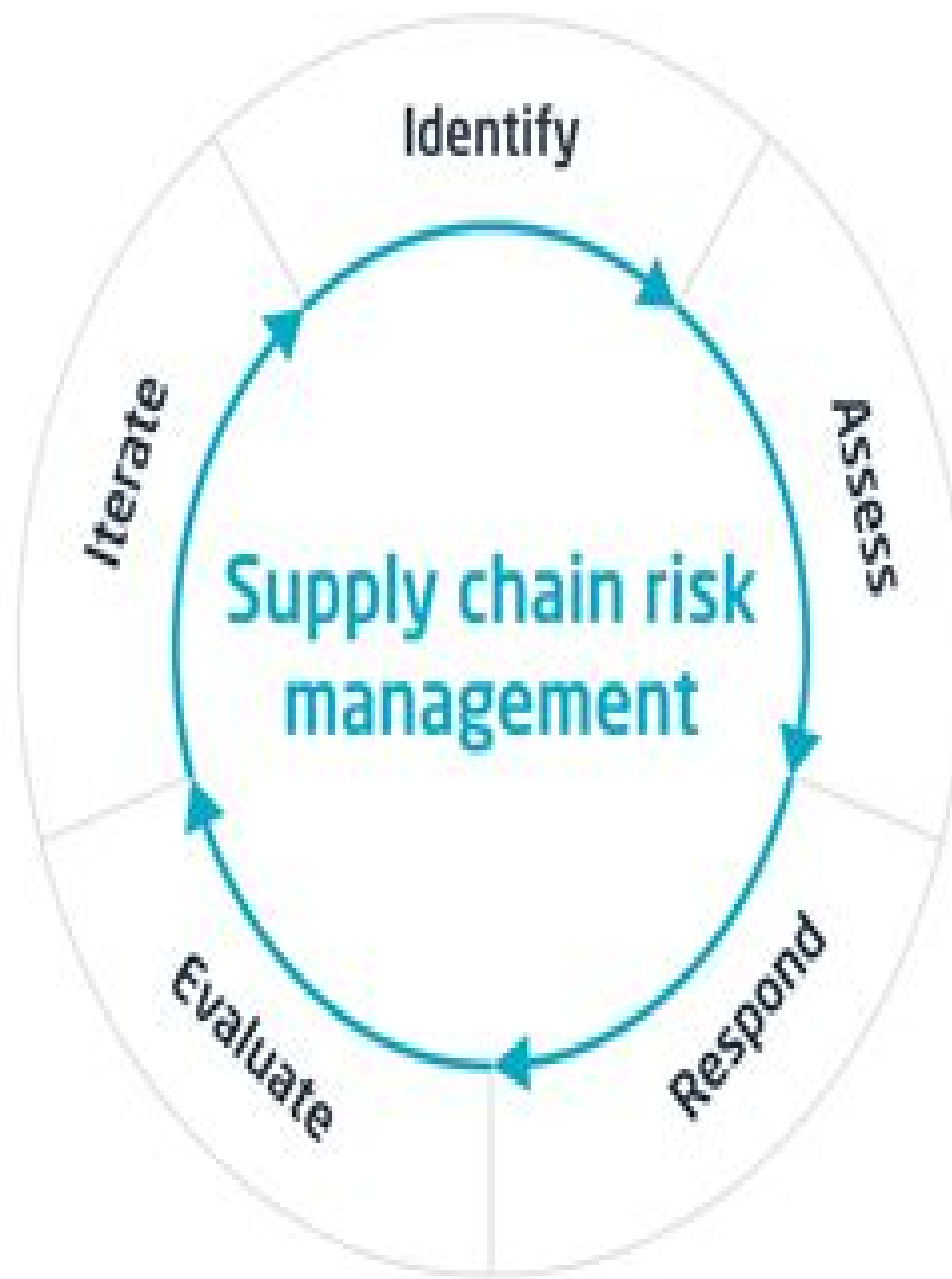 Identify
Assess
Respond
Evaluate
Iterate
Supply chain risk
management